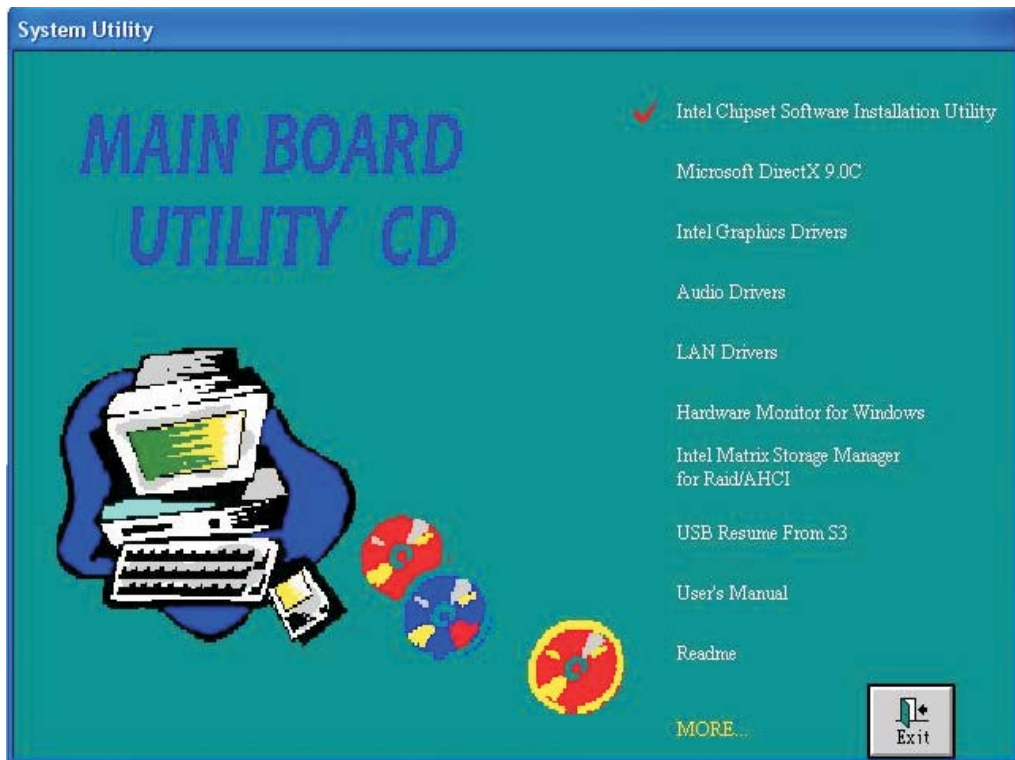 System Utility
MAIN BOARD
UTILITY CD
Intel Chipset Software Installation Utility
Microsoft DirectX 9.0C
Intel Graphics Drivers
Audio Drivers
LAN Drivers
Hardware Monitor for Windows
Intel Matrix Storage Manager
for Raid/AHCI
USB Resume From S3
User's Manual
Readme
MORE...
Exit